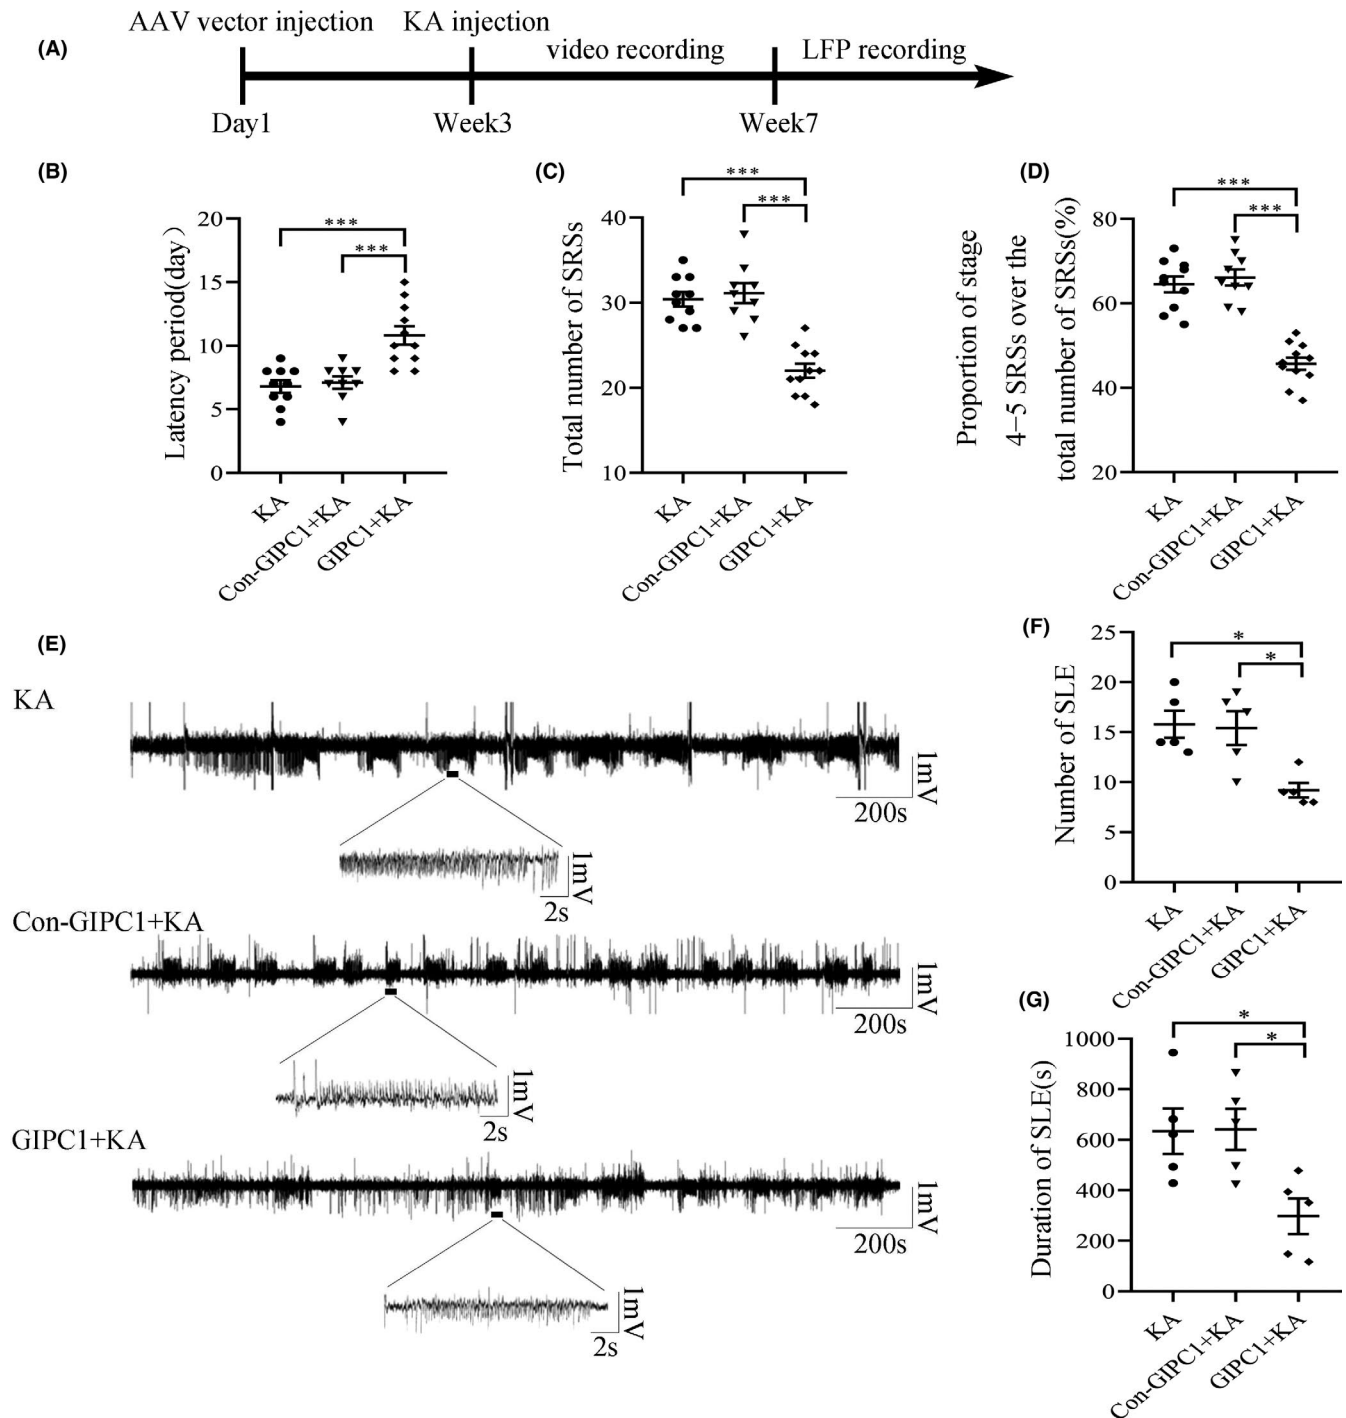 (A)
AAV vector injection KA injection
video recording LFP recording
Day1 Week3 Week7
(B)
Latency period(day)
20
15
10
5
0
***
***
KA
Con-GIPC1+KA
GIPC1+KA
(C)
Total number of SRSs
40
30
20
10
***
***
KA
Con-GIPC1+KA
GIPC1+KA
(D)
Proportion of stage
4–5 SRSs over the
total number of SRSs(%)
80
60
40
20
***
***
KA
Con-GIPC1+KA
GIPC1+KA
(E)
KA
1mV
200s
1mV
2s
Con-GIPC1+KA
1mV
200s
1mV
2s
GIPC1+KA
1mV
200s
1mV
2s
(F)
Number of SLE
25
20
15
10
5
0
*
*
KA
Con-GIPC1+KA
GIPC1+KA
(G)
Duration of SLE(s)
1000
800
600
400
200
0
*
*
KA
Con-GIPC1+KA
GIPC1+KA